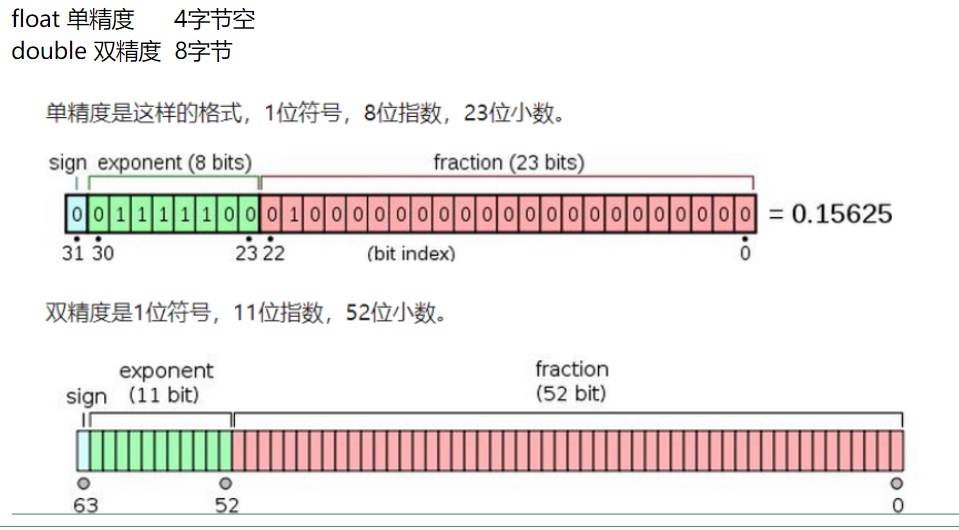 float 单精度 4字节空
double 双精度 8字节
单精度是这样的格式，1位符号，8位指数，23位小数。
sign exponent (8 bits) fraction (23 bits)
0 0 1 1 1 1 1 0 0 0 1 0 0 0 0 0 0 0 0 0 0 0 0 0 0 0 0 0 0 0 0 0 = 0.15625
31 30 23 22 (bit index) 0
双精度是1位符号，11位指数，52位小数。
exponent fraction
sign (11 bit) (52 bit)
63 52 0